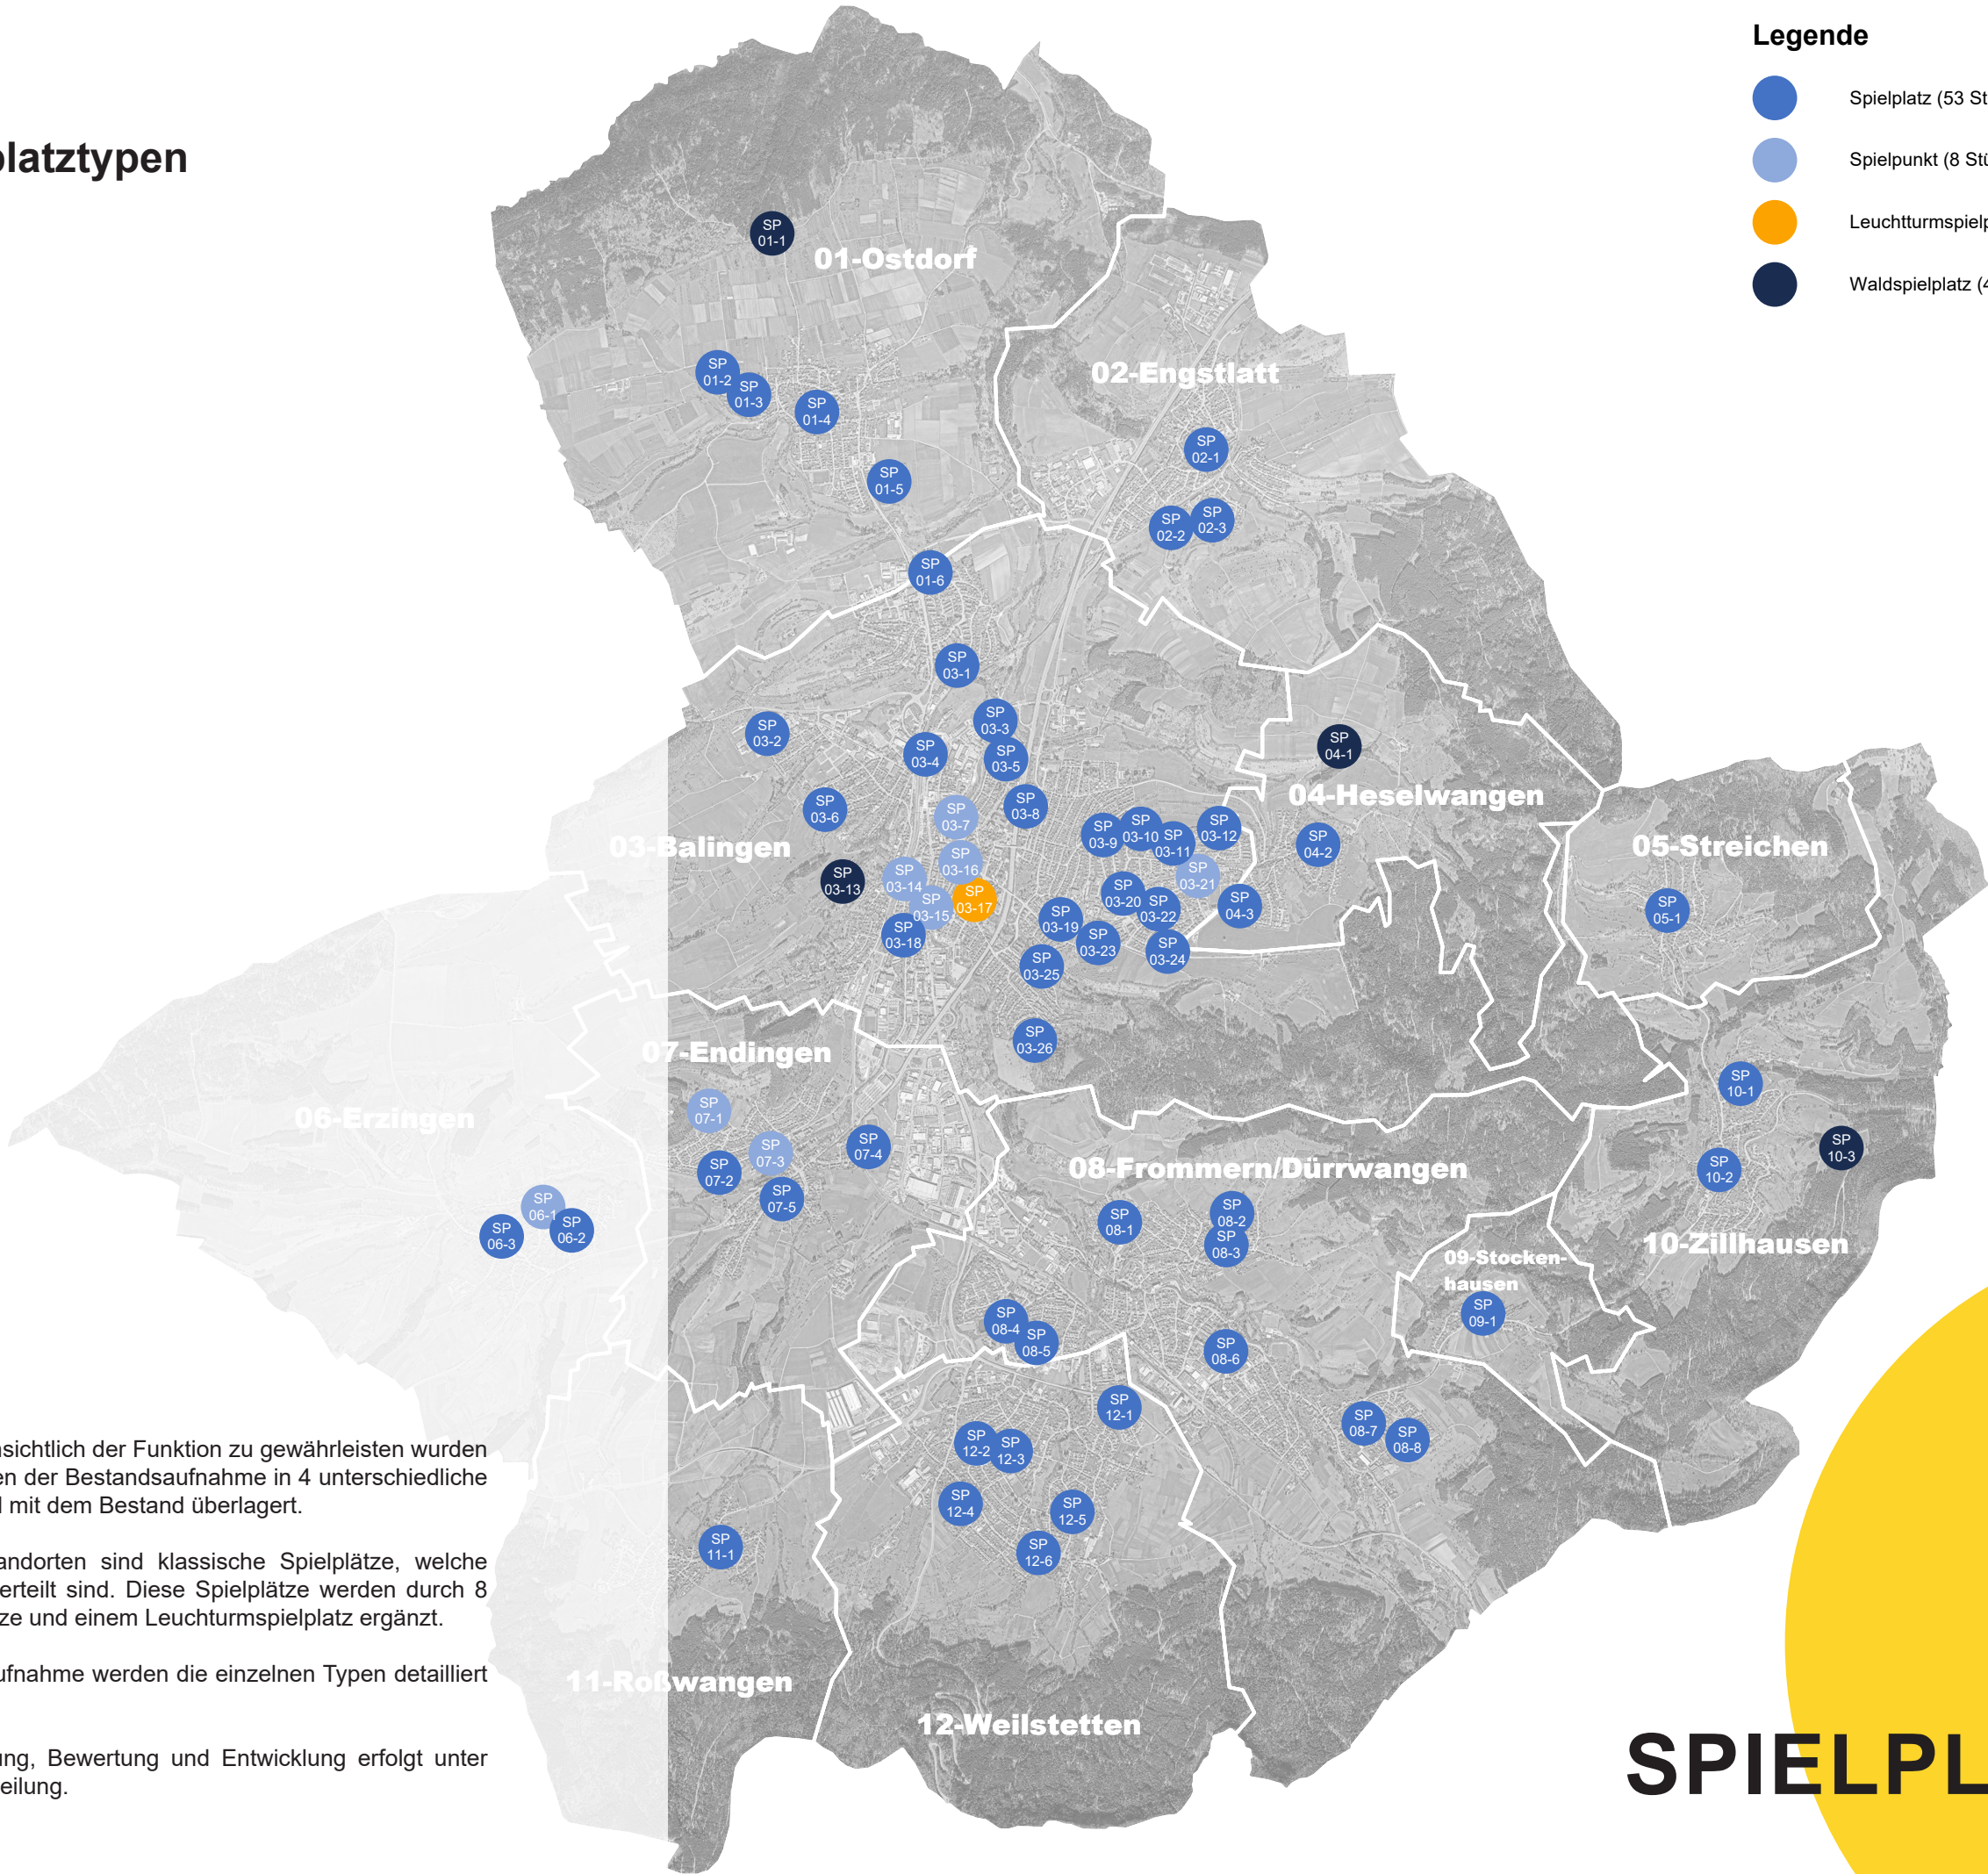 latztypen
Legende
Spielplatz (53 St
Spielpunkt (8 St
Leuchtturmspiel
Waldspielplatz (
01-Ostdorf
SP 01-1
SP 01-2
SP 01-3
SP 01-4
SP 01-5
SP 01-6
02-Engstlatt
SP 02-1
SP 02-2
SP 02-3
03-Balingen
SP 03-1
SP 03-2
SP 03-3
SP 03-4
SP 03-5
SP 03-6
SP 03-7
SP 03-8
SP 03-9
SP 03-10
SP 03-11
SP 03-12
SP 03-13
SP 03-14
SP 03-15
SP 03-16
SP 03-17
SP 03-18
SP 03-19
SP 03-20
SP 03-21
SP 03-22
SP 03-23
SP 03-24
SP 03-25
SP 03-26
04-Heselwangen
SP 04-1
SP 04-2
SP 04-3
05-Streichen
SP 05-1
06-Erzingen
SP 06-1
SP 06-2
SP 06-3
07-Endingen
SP 07-1
SP 07-2
SP 07-3
SP 07-4
SP 07-5
08-Frommern/Dürrwangen
SP 08-1
SP 08-2
SP 08-3
SP 08-4
SP 08-5
SP 08-6
SP 08-7
SP 08-8
09-Stocken-
hausen
SP 09-1
10-Zillhausen
SP 10-1
SP 10-2
SP 10-3
11-Roßwangen
SP 11-1
12-Weilstetten
SP 12-1
SP 12-2
SP 12-3
SP 12-4
SP 12-5
SP 12-6
sichtlich der Funktion zu gewährleisten wurden
en der Bestandsaufnahme in 4 unterschiedliche
mit dem Bestand überlagert.
andorten sind klassische Spielplätze, welche
erteilt sind. Diese Spielplätze werden durch 8
ze und einem Leuchturmspielplatz ergänzt.
ufnahme werden die einzelnen Typen detailliert
ung, Bewertung und Entwicklung erfolgt unter
eilung.
SPIELPL